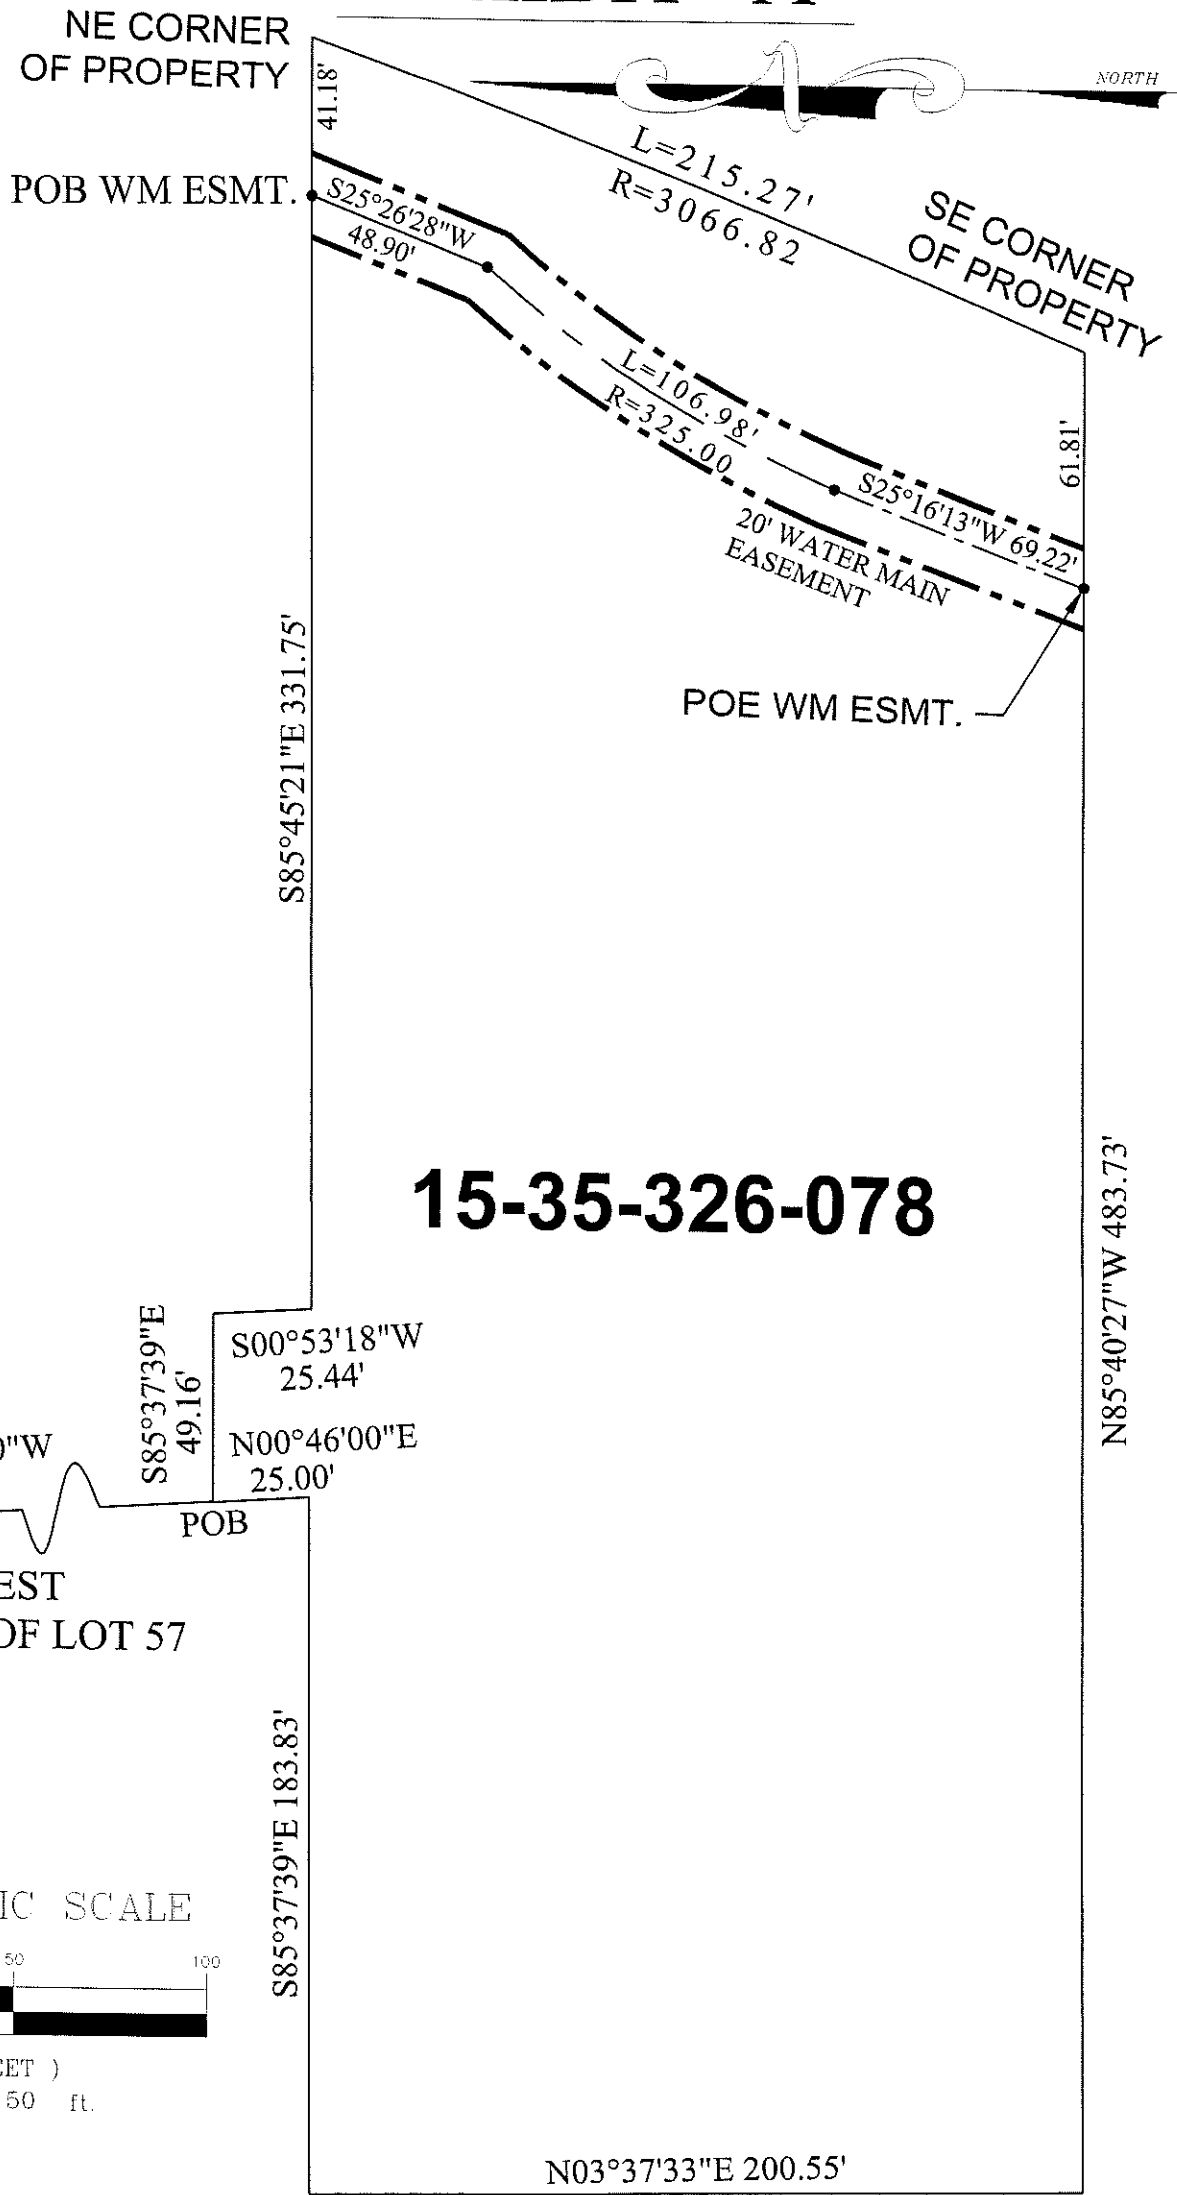 NE CORNER
OF PROPERTY
41.18'
NORTH
POB WM ESMT.
S25°26'28"W
48.90'
L=215.27'
R=3066.82
SE CORNER
OF PROPERTY
L=106.98'
R=325.00
61.81'
S25°16'13"W 69.22'
20' WATER MAIN
EASEMENT
POE WM ESMT.
S85°45'21"E 331.75'
15-35-326-078
N85°40'27"W 483.73'
S85°37'39"E
49.16'
S00°53'18"W
25.44'
N00°46'00"E
25.00'
"W
POB
EST
OF LOT 57
S85°37'39"E 183.83'
IC SCALE
50 100
EET )
50 ft.
N03°37'33"E 200.55'